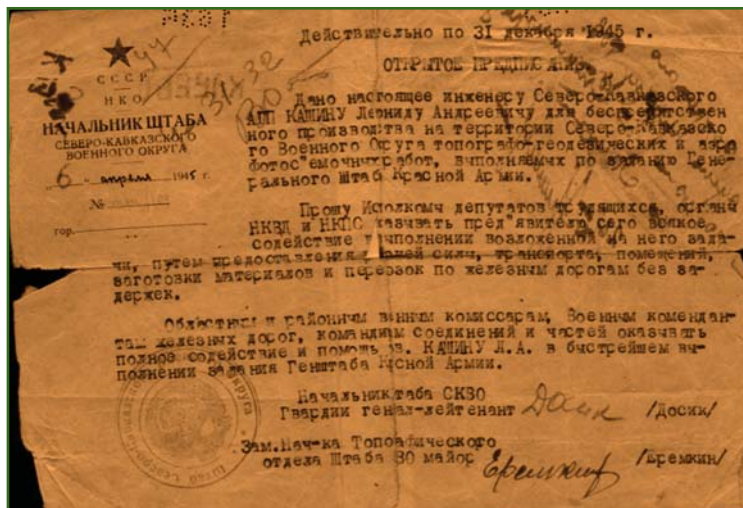 Действительно по 31 декабря 1945 г.
СССР
НКО
НАЧАЛЬНИК ШТАБА
СЕВЕРО-КАВКАЗСКОГО
ВОЕННОГО ОКРУГА
"6" апреля 1945 г.
№
гор.
ОТКРЫТОЕ ПРЕДПИСАНИЕ
Дано настоящее инженеру Северо-Кавказского
АГП КАШИНУ Леониду Андреевичу для беспрепятствен
ного производства на территории Северо-Кавказско
го Военного Округа топографо-геодезических и аэро
фотос"емочных работ, выполняемых по заданию Гене-
рального Штаб Красной Армии.
Прошу Исполкомы депутатов трудящихся, органы
НКВД и НКПС оказывать пред"явителю сего всякое
содействие выполнении возложенной на него зада-
чи, путем предоставления рабочей силы, транспорта, помещений,
заготовки материалов и перевозок по железным дорогам без за-
держек.
Областным и районным военным комиссарам, Военным комендан-
там железных дорог, командирам соединений и частей оказывать
полное содействие и помощь КАШИНУ Л.А. в быстрейшем вы-
полнении задания Генштаба Красной Армии.
Начальник штаба СКВО
Гвардии генерал-лейтенант /Досик/
Зам. Нач-ка Топографического
отдела Штаба ВО майор /Еремкин/